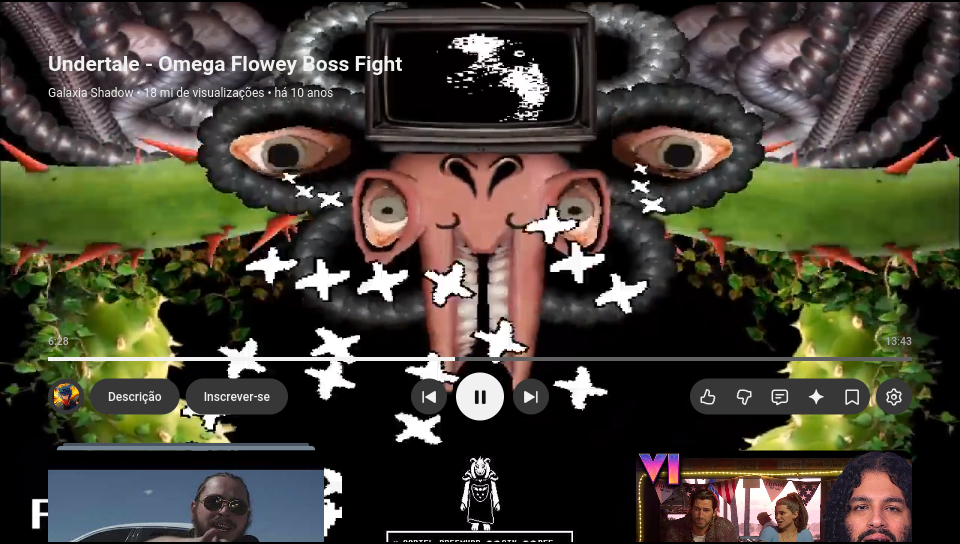 Undertale - Omega Flowey Boss Fight
Galaxia Shadow • 18 mi de visualizações • há 10 anos
6:28
13:43
Descrição
Inscrever-se
VI